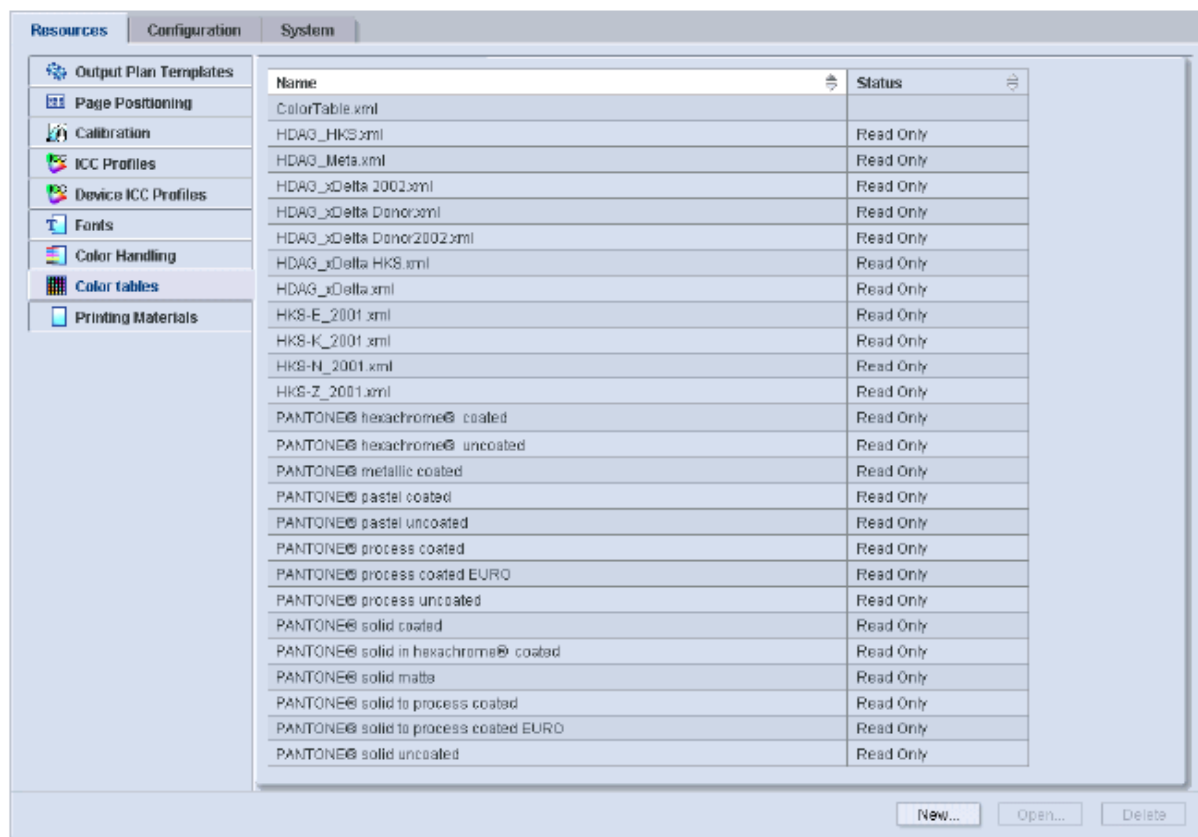 Resources Configuration System
Output Plan Templates
Page Positioning
Calibration
ICC Profiles
Device ICC Profiles
Fonts
Color Handling
Color tables
Printing Materials
Name Status
ColorTable.xml
HDAG_HKS.xml Read Only
HDAG_Meta.xml Read Only
HDAG_xDelta 2002.xml Read Only
HDAG_xDelta Donor.xml Read Only
HDAG_xDelta Donor2002.xml Read Only
HDAG_xDelta HKS.xml Read Only
HDAG_xDelta.xml Read Only
HKS-E_2001.xml Read Only
HKS-K_2001.xml Read Only
HKS-N_2001.xml Read Only
HKS-Z_2001.xml Read Only
PANTONE® hexachrome® coated Read Only
PANTONE® hexachrome® uncoated Read Only
PANTONE® metallic coated Read Only
PANTONE® pastel coated Read Only
PANTONE® pastel uncoated Read Only
PANTONE® process coated Read Only
PANTONE® process coated EURO Read Only
PANTONE® process uncoated Read Only
PANTONE® solid coated Read Only
PANTONE® solid in hexachrome® coated Read Only
PANTONE® solid matte Read Only
PANTONE® solid to process coated Read Only
PANTONE® solid to process coated EURO Read Only
PANTONE® solid uncoated Read Only
New... Open... Delete